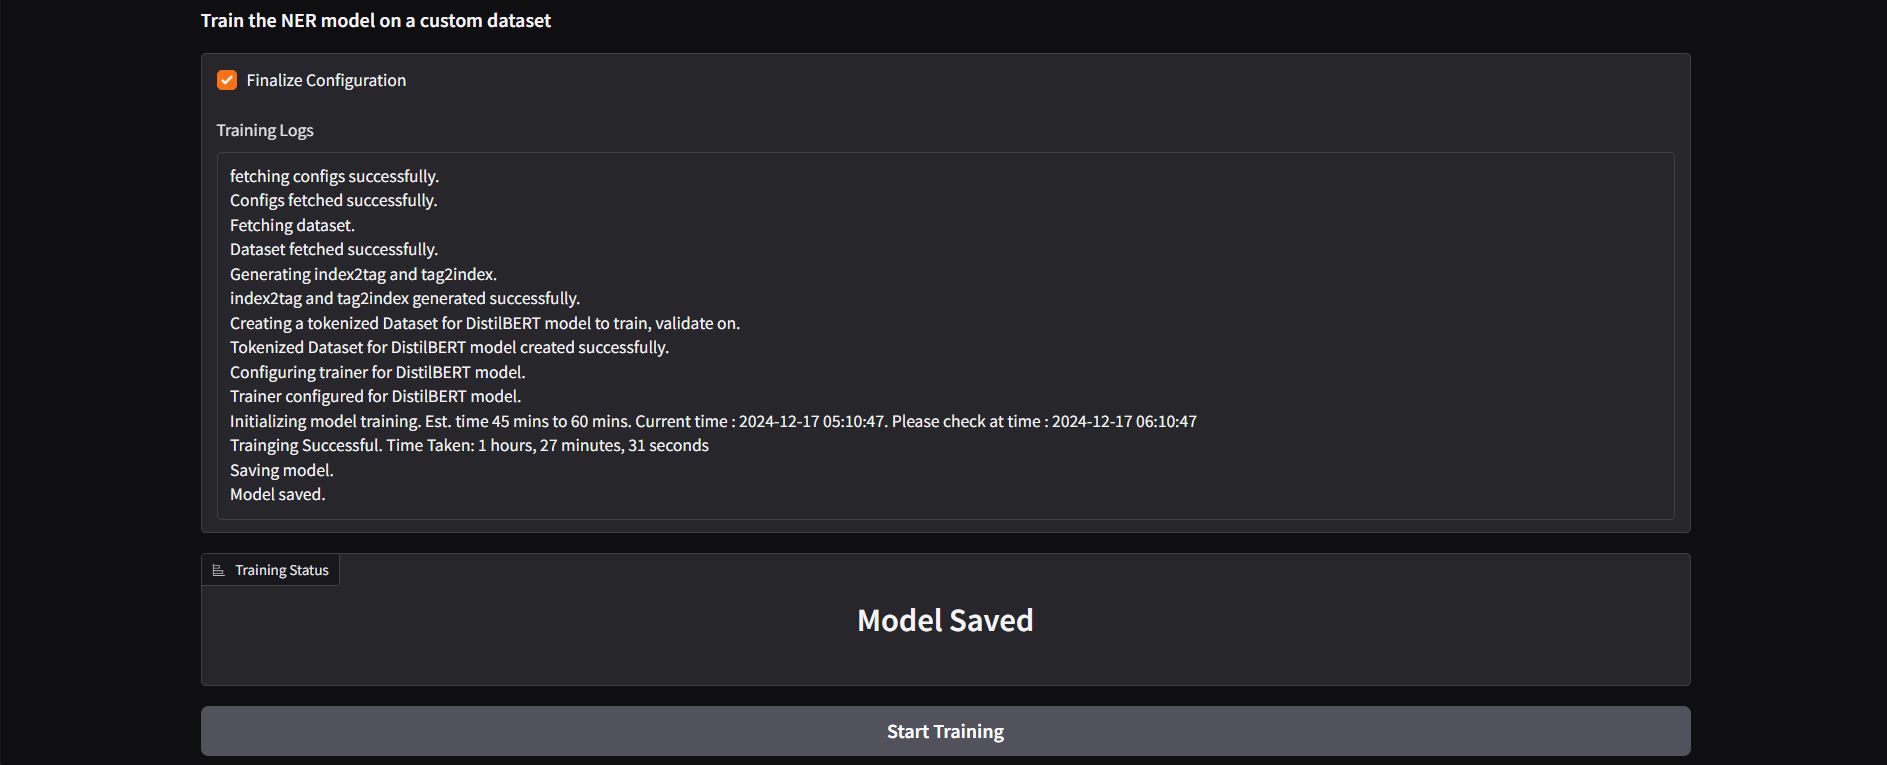 Train the NER model on a custom dataset
Finalize Configuration
Training Logs
fetching configs successfully.
Configs fetched successfully.
Fetching dataset.
Dataset fetched successfully.
Generating index2tag and tag2index.
index2tag and tag2index generated successfully.
Creating a tokenized Dataset for DistilBERT model to train, validate on.
Tokenized Dataset for DistilBERT model created successfully.
Configuring trainer for DistilBERT model.
Trainer configured for DistilBERT model.
Initializing model training. Est. time 45 mins to 60 mins. Current time : 2024-12-17 05:10:47. Please check at time : 2024-12-17 06:10:47
Trainging Successful. Time Taken: 1 hours, 27 minutes, 31 seconds
Saving model.
Model saved.
Training Status
Model Saved
Start Training